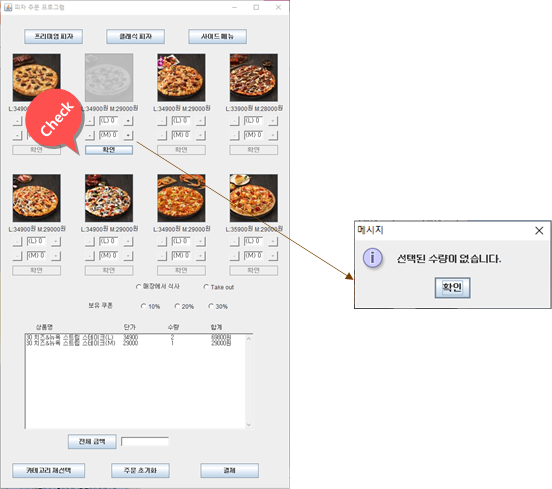 피자 주문 프로그램
프리미엄 피자 클래식 피자 사이드 메뉴
L:34900원 M:29000원 L:34900원 M:29000원 L:34900원 M:29000원 L:33900원 M:28000원
- (L) 0 + - (L) 0 + - (L) 0 + - (L) 0 +
- (M) 0 + - (M) 0 + - (M) 0 + - (M) 0 +
확인 확인 확인 확인
Check
L:34900원 M:29000원 L:34900원 M:29000원 L:34900원 M:29000원 L:35900원 M:29000원
- (L) 0 + - (L) 0 + - (L) 0 + - (L) 0 +
- (M) 0 + - (M) 0 + - (M) 0 + - (M) 0 +
확인 확인 확인 확인
매장에서 식사 Take out
보유 쿠폰 10% 20% 30%
상품명 단가 수량 합계
30 치즈&뉴욕 스트립 스테이크(L) 34900 2 69800원
30 치즈&뉴욕 스트립 스테이크(M) 29000 1 29000원
전체 금액
카테고리 재선택 주문 초기화 결제
메시지
선택된 수량이 없습니다.
확인